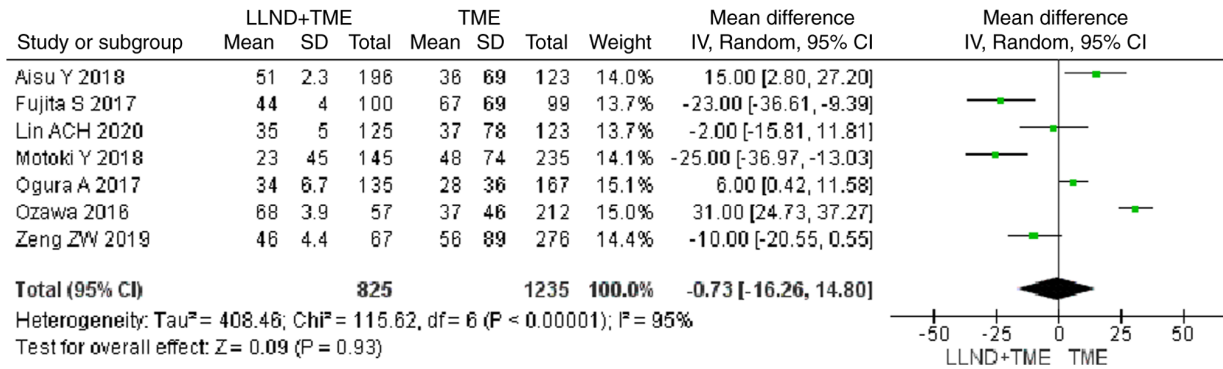 LLND+TME TME Mean difference Mean difference
Study or subgroup Mean SD Total Mean SD Total Weight IV, Random, 95% CI IV, Random, 95% CI
Aisu Y 2018 51 2.3 196 36 69 123 14.0% 15.00 [2.80, 27.20]
Fujita S 2017 44 4 100 67 69 99 13.7% -23.00 [-36.61, -9.39]
Lin ACH 2020 35 5 125 37 78 123 13.7% -2.00 [-15.81, 11.81]
Motoki Y 2018 23 45 145 48 74 235 14.1% -25.00 [-36.97, -13.03]
Ogura A 2017 34 6.7 135 28 36 167 15.1% 6.00 [0.42, 11.58]
Ozawa 2016 68 3.9 57 37 46 212 15.0% 31.00 [24.73, 37.27]
Zeng ZW 2019 46 4.4 67 56 89 276 14.4% -10.00 [-20.55, 0.55]
Total (95% CI) 825 1235 100.0% -0.73 [-16.26, 14.80]
Heterogeneity: Tau² = 408.46; Chi² = 115.62, df = 6 (P < 0.00001); I² = 95%
Test for overall effect: Z = 0.09 (P = 0.93)
-50 -25 0 25 50
LLND+TME TME